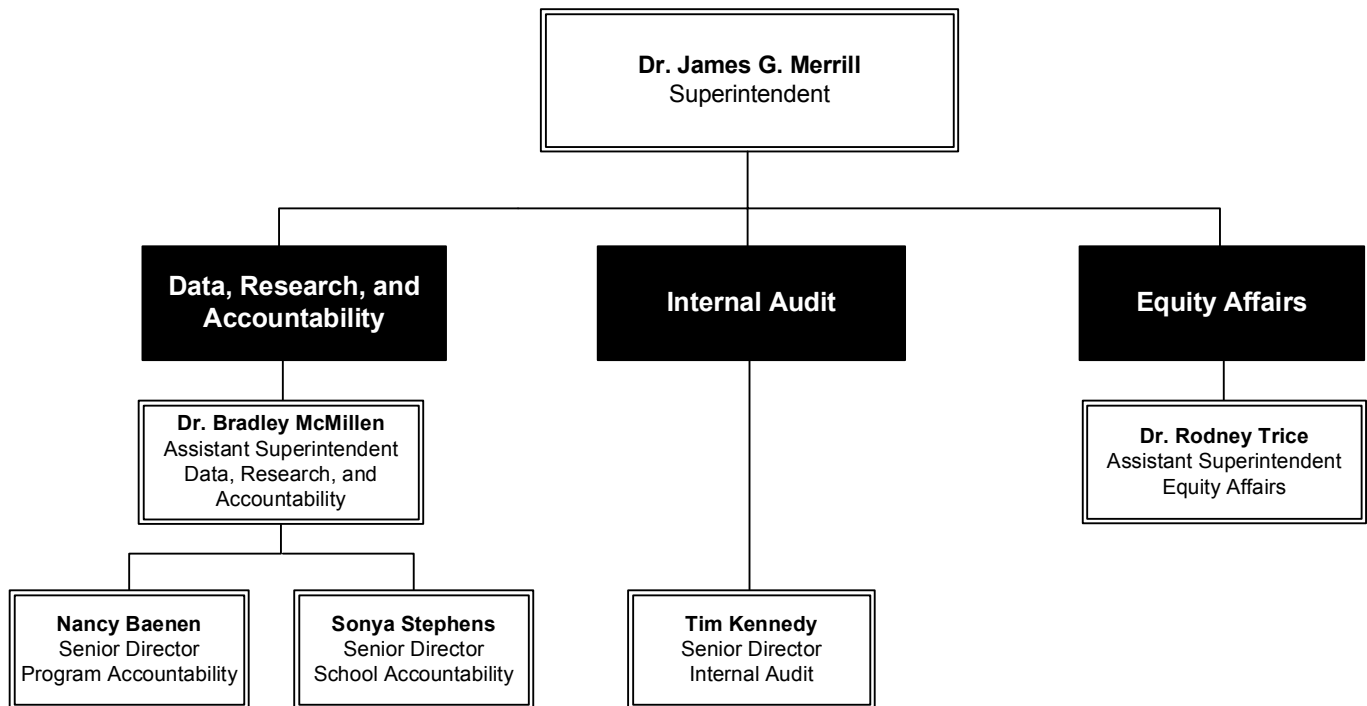 Dr. James G. Merrill
Superintendent
Data, Research, and
Accountability
Internal Audit
Equity Affairs
Dr. Bradley McMillen
Assistant Superintendent
Data, Research, and
Accountability
Dr. Rodney Trice
Assistant Superintendent
Equity Affairs
Nancy Baenen
Senior Director
Program Accountability
Sonya Stephens
Senior Director
School Accountability
Tim Kennedy
Senior Director
Internal Audit